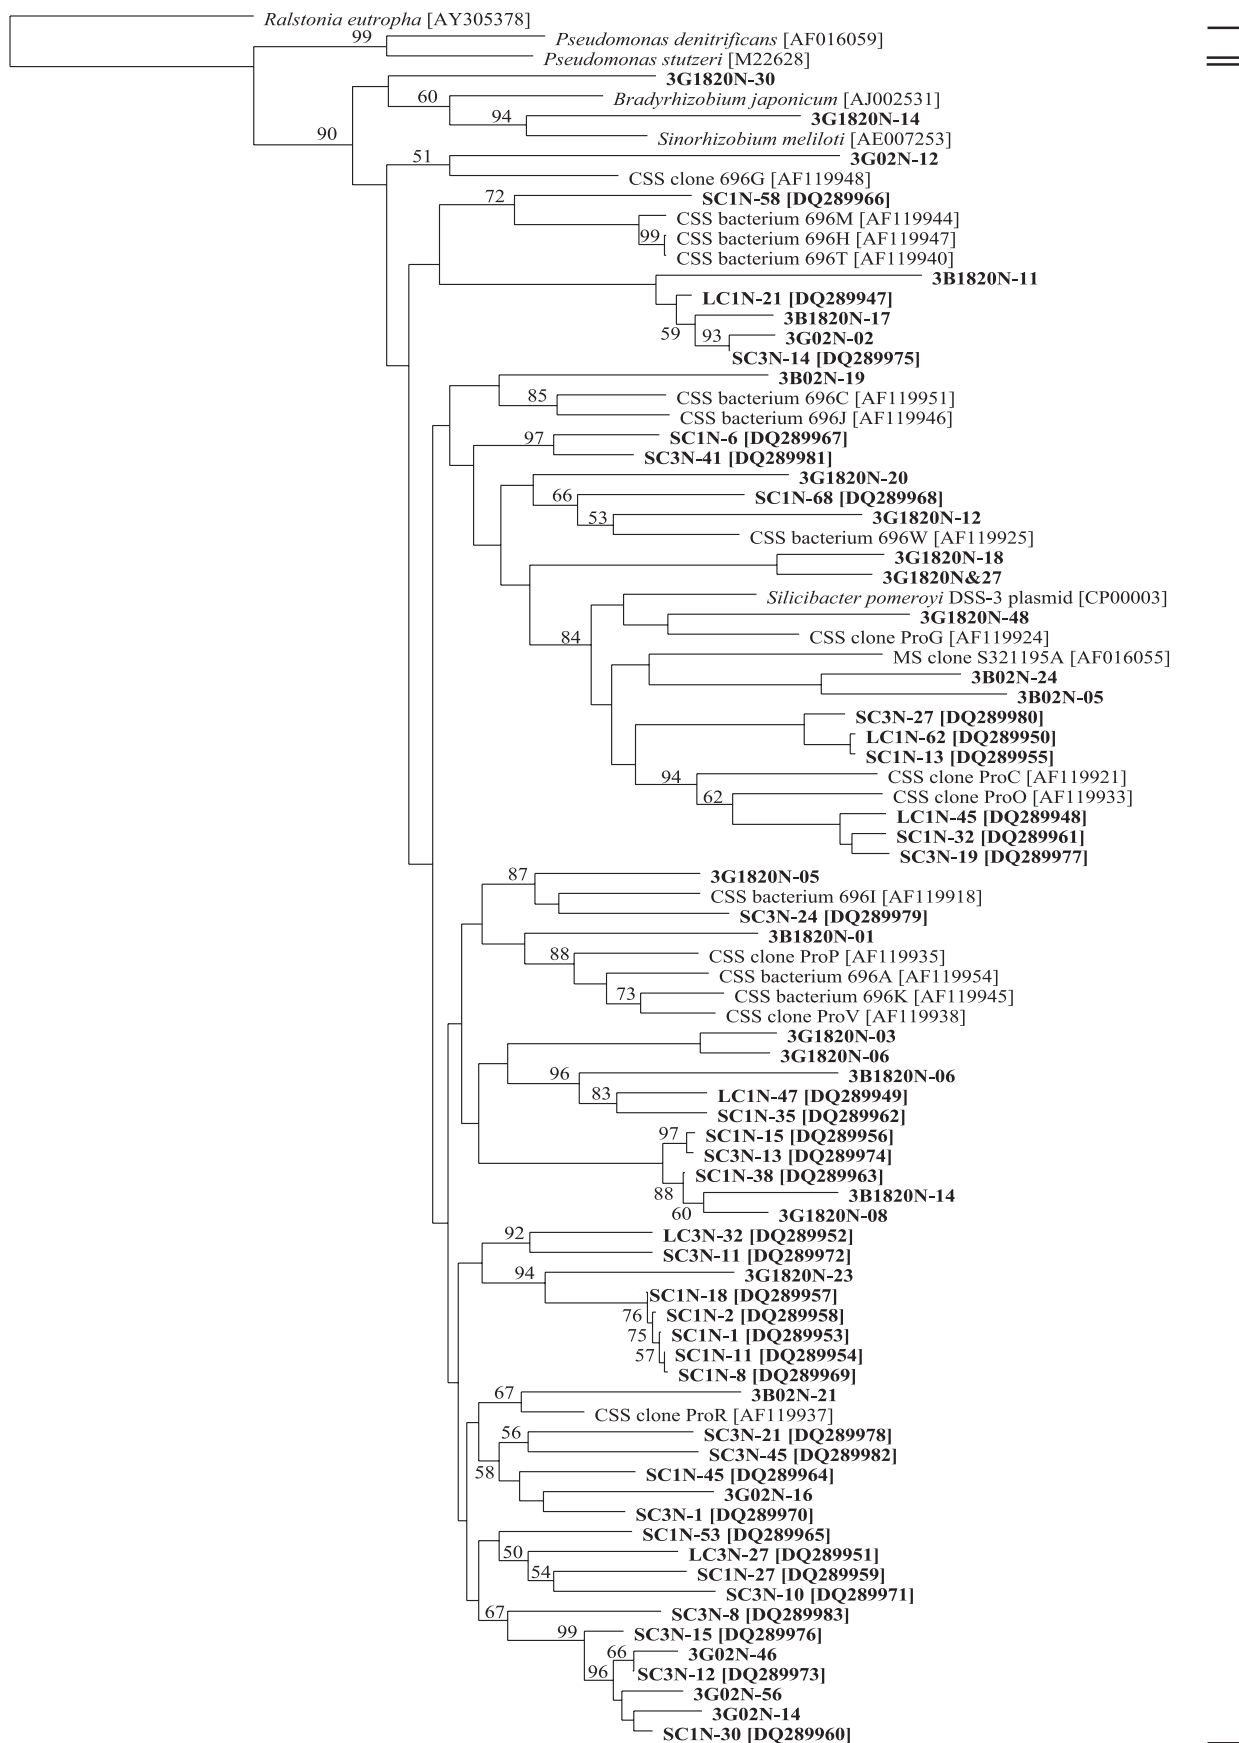 Ralstonia eutropha [AY305378]
99
Pseudomonas denitrificans [AF016059]
Pseudomonas stutzeri [M22628]
3G1820N-30
60
Bradyrhizobium japonicum [AJ002531]
94
3G1820N-14
90
Sinorhizobium meliloti [AE007253]
51
3G02N-12
CSS clone 696G [AF119948]
72
SC1N-58 [DQ289966]
CSS bacterium 696M [AF119944]
99
CSS bacterium 696H [AF119947]
CSS bacterium 696T [AF119940]
3B1820N-11
LC1N-21 [DQ289947]
3B1820N-17
59
93
3G02N-02
SC3N-14 [DQ289975]
3B02N-19
85
CSS bacterium 696C [AF119951]
CSS bacterium 696J [AF119946]
97
SC1N-6 [DQ289967]
SC3N-41 [DQ289981]
3G1820N-20
66
SC1N-68 [DQ289968]
53
3G1820N-12
CSS bacterium 696W [AF119925]
3G1820N-18
3G1820N&27
Silicibacter pomeroyi DSS-3 plasmid [CP00003]
3G1820N-48
84
CSS clone ProG [AF119924]
MS clone S321195A [AF016055]
3B02N-24
3B02N-05
SC3N-27 [DQ289980]
LC1N-62 [DQ289950]
SC1N-13 [DQ289955]
94
CSS clone ProC [AF119921]
62
CSS clone ProO [AF119933]
LC1N-45 [DQ289948]
SC1N-32 [DQ289961]
SC3N-19 [DQ289977]
87
3G1820N-05
CSS bacterium 696I [AF119918]
SC3N-24 [DQ289979]
3B1820N-01
88
CSS clone ProP [AF119935]
CSS bacterium 696A [AF119954]
73
CSS bacterium 696K [AF119945]
CSS clone ProV [AF119938]
3G1820N-03
3G1820N-06
96
3B1820N-06
83
LC1N-47 [DQ289949]
SC1N-35 [DQ289962]
97
SC1N-15 [DQ289956]
SC3N-13 [DQ289974]
SC1N-38 [DQ289963]
88
3B1820N-14
60
3G1820N-08
92
LC3N-32 [DQ289952]
SC3N-11 [DQ289972]
94
3G1820N-23
SC1N-18 [DQ289957]
76
SC1N-2 [DQ289958]
75
SC1N-1 [DQ289953]
57
SC1N-11 [DQ289954]
SC1N-8 [DQ289969]
67
3B02N-21
CSS clone ProR [AF119937]
56
SC3N-21 [DQ289978]
SC3N-45 [DQ289982]
58
SC1N-45 [DQ289964]
3G02N-16
SC3N-1 [DQ289970]
SC1N-53 [DQ289965]
50
LC3N-27 [DQ289951]
54
SC1N-27 [DQ289959]
SC3N-10 [DQ289971]
67
SC3N-8 [DQ289983]
99
SC3N-15 [DQ289976]
66
3G02N-46
96
SC3N-12 [DQ289973]
3G02N-56
3G02N-14
SC1N-30 [DQ289960]